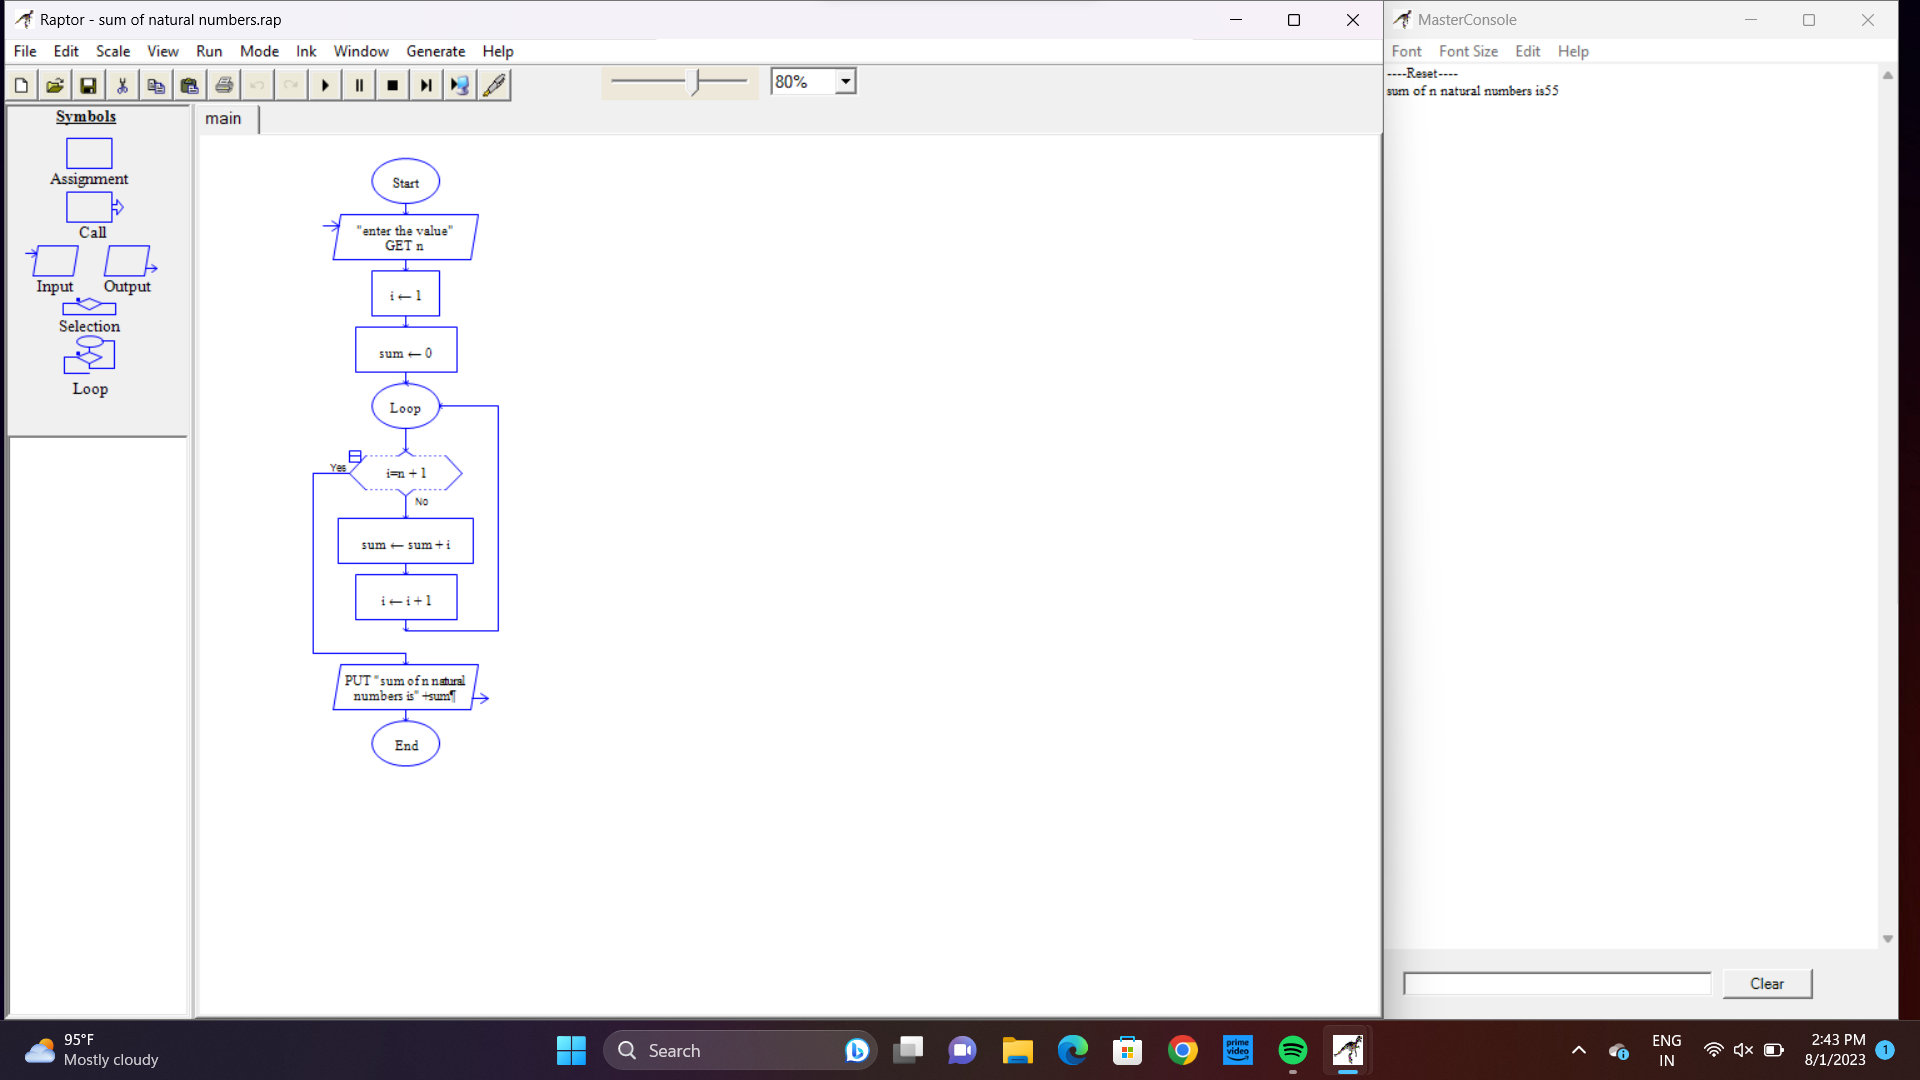 Raptor - sum of natural numbers.rap
File Edit Scale View Run Mode Ink Window Generate Help
80%
Symbols
Assignment
Call
Input Output
Selection
Loop
main
Start
"enter the value"
GET n
i ← 1
sum ← 0
Loop
Yes
i=n + 1
No
sum ← sum + i
i ← i + 1
PUT "sum of n natural
numbers is" +sum¶
End
MasterConsole
Font Font Size Edit Help
----Reset----
sum of n natural numbers is55
Clear
95°F
Mostly cloudy
Search
prime
video
ENG
IN
2:43 PM
8/1/2023
1